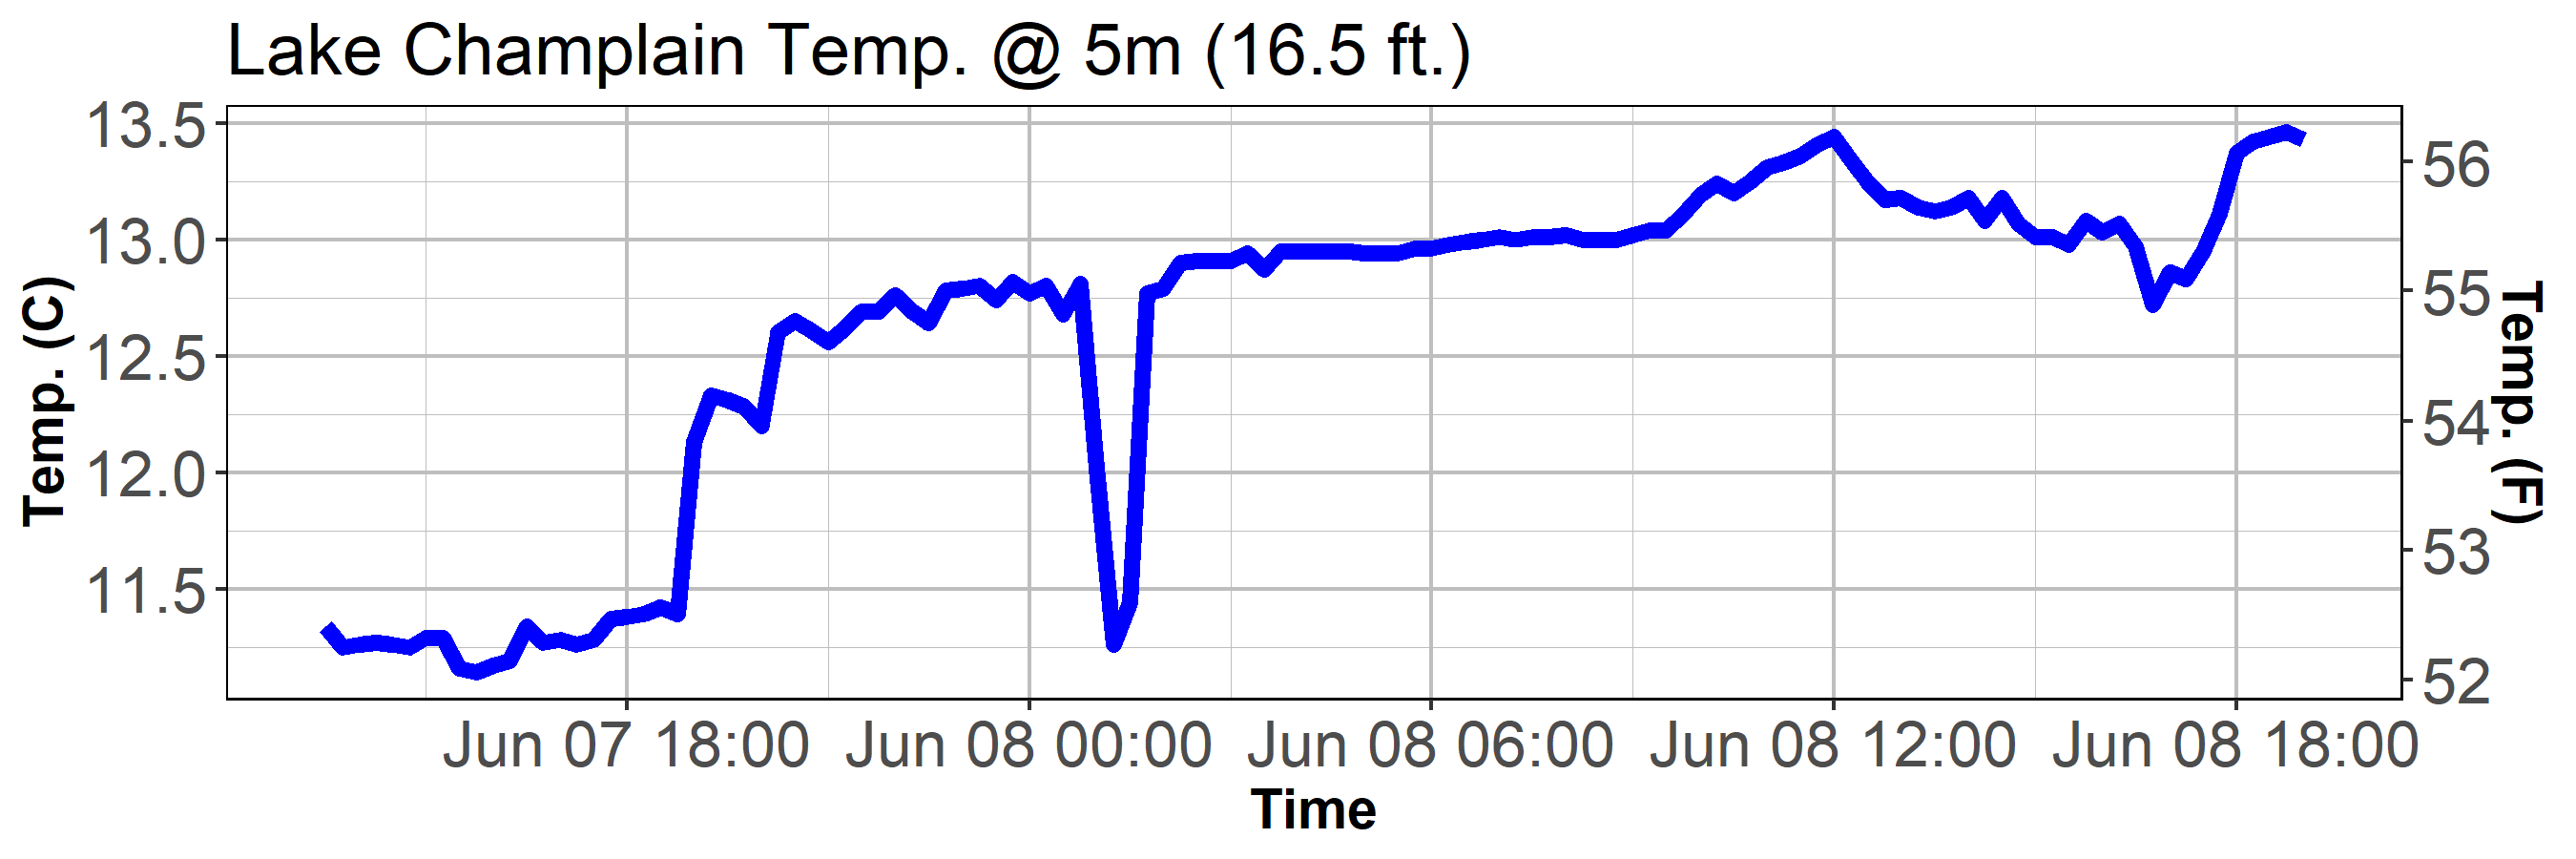 Lake Champlain Temp. @ 5m (16.5 ft.)
13.5
13.0
12.5
12.0
11.5
Temp. (C)
56
55
54
53
52
Temp. (F)
Jun 07 18:00 Jun 08 00:00 Jun 08 06:00 Jun 08 12:00 Jun 08 18:00
Time